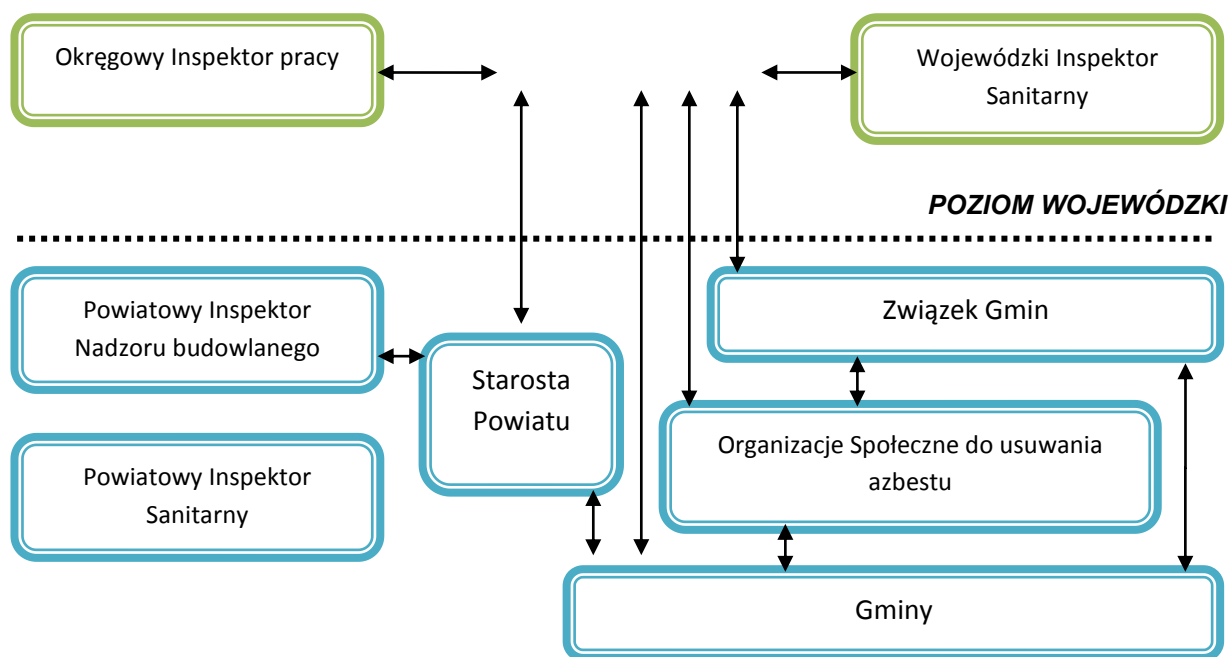 Okręgowy Inspektor pracy
Wojewódzki Inspektor
Sanitarny
POZIOM WOJEWÓDZKI
Powiatowy Inspektor
Nadzoru budowlanego
Związek Gmin
Starosta
Powiatu
Organizacje Społeczne do usuwania
azbestu
Powiatowy Inspektor
Sanitarny
Gminy